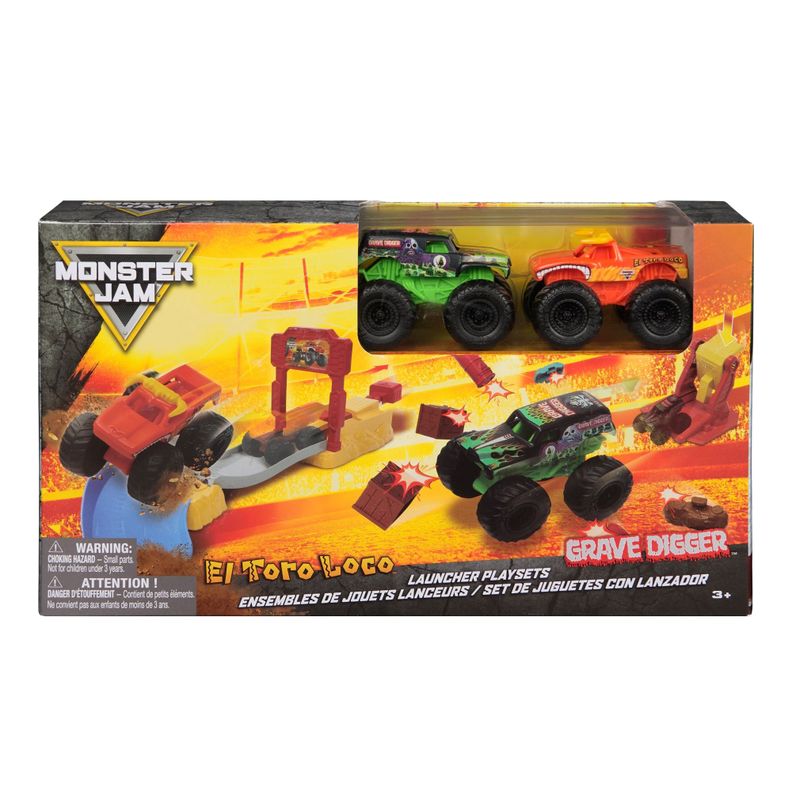 MONSTER
JAM
GRAVE DIGGER
El Toro Loco
WARNING:
CHOKING HAZARD – Small parts.
Not for children under 3 years.
ATTENTION !
DANGER D'ÉTOUFFEMENT – Contient de petits éléments.
Ne convient pas aux enfants de moins de 3 ans.
El Toro Loco
LAUNCHER PLAYSETS
GRAVE DIGGER™
ENSEMBLES DE JOUETS LANCEURS / SET DE JUGUETES CON LANZADOR
3+